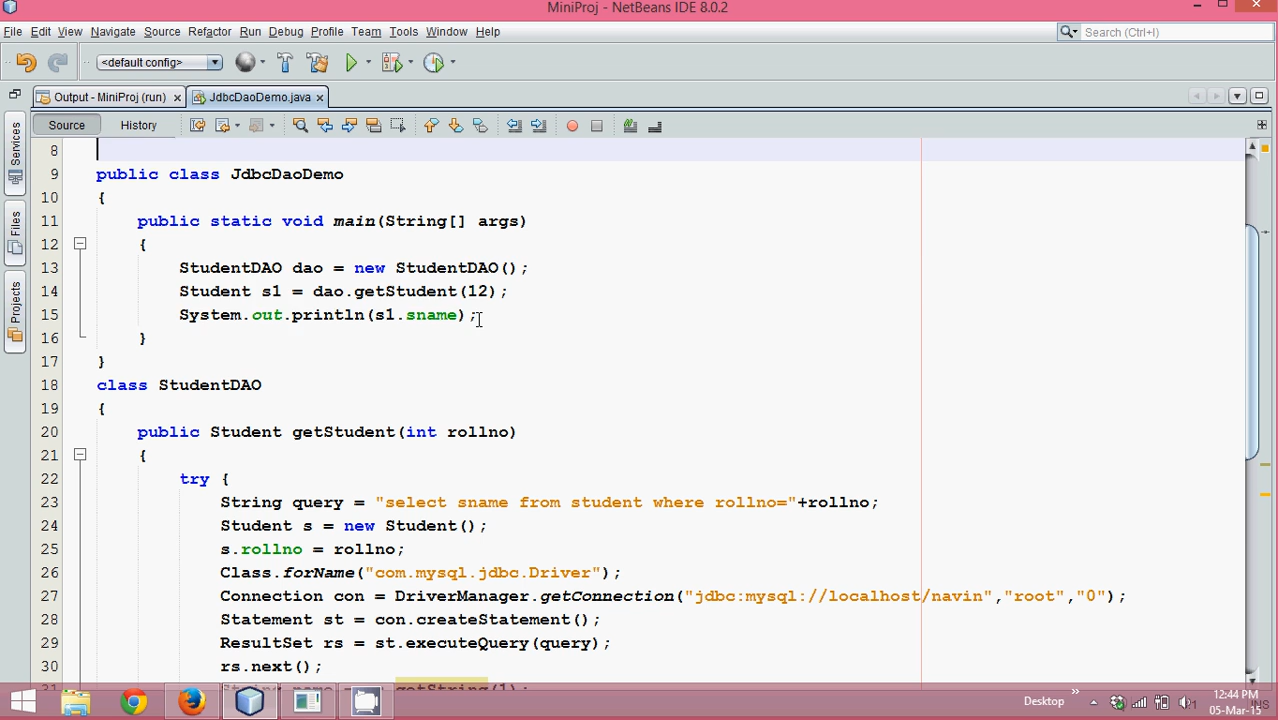 MiniProj - NetBeans IDE 8.0.2
File Edit View Navigate Source Refactor Run Debug Profile Team Tools Window Help
Search (Ctrl+I)
<default config>
Output - MiniProj (run) JdbcDaoDemo.java
Source History
Services
Files
Projects
8
9 public class JdbcDaoDemo
10 {
11 public static void main(String[] args)
12 {
13 StudentDAO dao = new StudentDAO();
14 Student s1 = dao.getStudent(12);
15 System.out.println(s1.sname);
16 }
17 }
18 class StudentDAO
19 {
20 public Student getStudent(int rollno)
21 {
22 try {
23 String query = "select sname from student where rollno="+rollno;
24 Student s = new Student();
25 s.rollno = rollno;
26 Class.forName("com.mysql.jdbc.Driver");
27 Connection con = DriverManager.getConnection("jdbc:mysql://localhost/navin","root","0");
28 Statement st = con.createStatement();
29 ResultSet rs = st.executeQuery(query);
30 rs.next();
getString(1);
Desktop
12:44 PM
05-Mar-15
INS